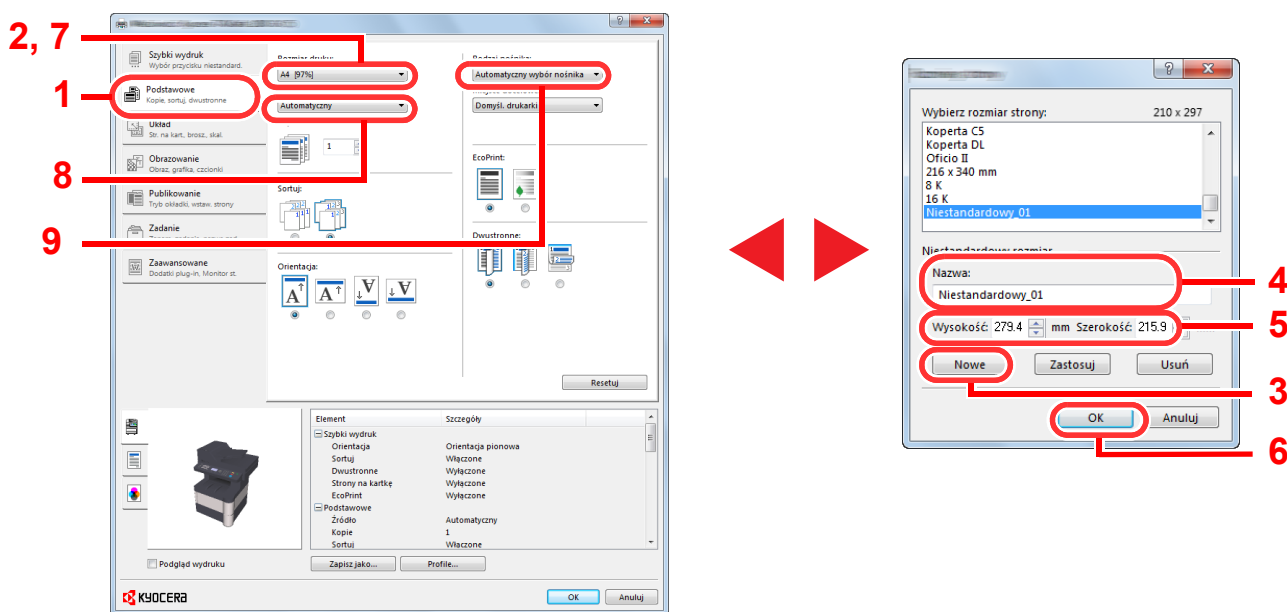 2, 7
1
8
9
Szybki wydruk
Wybór przycisku niestandard.
Podstawowe
Kopie, sortuj, dwustronne
Układ
Str. na kart., brosz., skal.
Obrazowanie
Obraz, grafika, czcionki
Publikowanie
Tryb okładki, wstaw. strony
Zadanie
Zaawansowane
Dodatki plug-in, Monitor st.
Rozmiar druku:
A4 [97%]
Automatyczny
1
Sortuj:
Orientacja:
Rodzaj nośnika:
Automatyczny wybór nośnika
Domyśl. drukarki
EcoPrint:
Dwustronne:
Resetuj
Element Szczegóły
Szybki wydruk
Orientacja Orientacja pionowa
Sortuj Włączone
Dwustronne Wyłączone
Strony na kartkę Wyłączone
EcoPrint Wyłączone
Podstawowe
Źródło Automatyczny
Kopie 1
Sortuj Włączone
Podgląd wydruku
Zapisz jako...
Profile...
KYOCERA
OK
Anuluj
Wybierz rozmiar strony: 210 x 297
Koperta C5
Koperta DL
Oficio II
216 x 340 mm
8 K
16 K
Niestandardowy_01
Niestandardowy rozmiar
Nazwa:
Niestandardowy_01
Wysokość: 279.4 mm Szerokość: 215.9
Nowe
Zastosuj
Usuń
OK
Anuluj
4
5
3
6